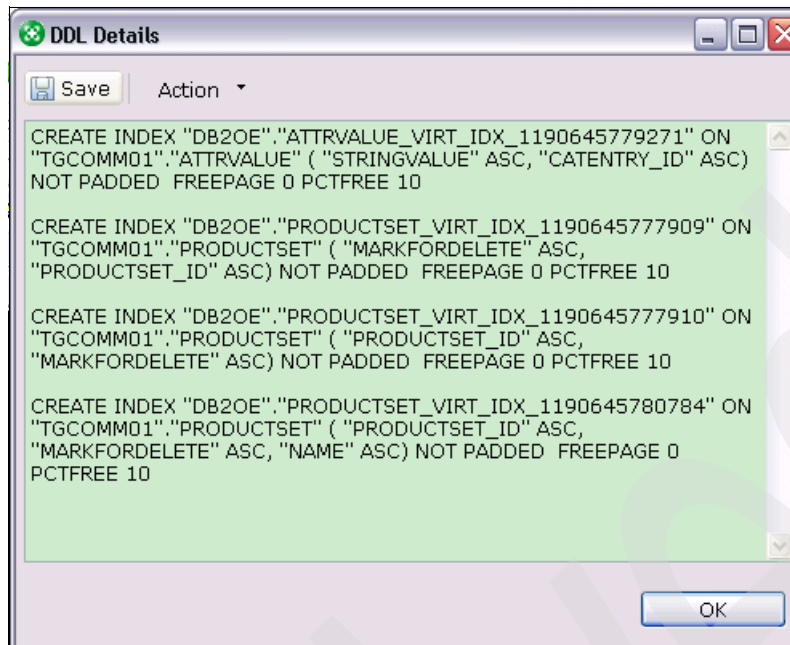 DDL Details
Save Action
CREATE INDEX "DB2OE"."ATTRVALUE_VIRT_IDX_1190645779271" ON
"TGCOMM01"."ATTRVALUE" ( "STRINGVALUE" ASC, "CATENTRY_ID" ASC)
NOT PADDED FREEPAGE 0 PCTFREE 10
CREATE INDEX "DB2OE"."PRODUCTSET_VIRT_IDX_1190645777909" ON
"TGCOMM01"."PRODUCTSET" ( "MARKFORDELETE" ASC,
"PRODUCTSET_ID" ASC) NOT PADDED FREEPAGE 0 PCTFREE 10
CREATE INDEX "DB2OE"."PRODUCTSET_VIRT_IDX_1190645777910" ON
"TGCOMM01"."PRODUCTSET" ( "PRODUCTSET_ID" ASC,
"MARKFORDELETE" ASC) NOT PADDED FREEPAGE 0 PCTFREE 10
CREATE INDEX "DB2OE"."PRODUCTSET_VIRT_IDX_1190645780784" ON
"TGCOMM01"."PRODUCTSET" ( "PRODUCTSET_ID" ASC,
"MARKFORDELETE" ASC, "NAME" ASC) NOT PADDED FREEPAGE 0
PCTFREE 10
OK